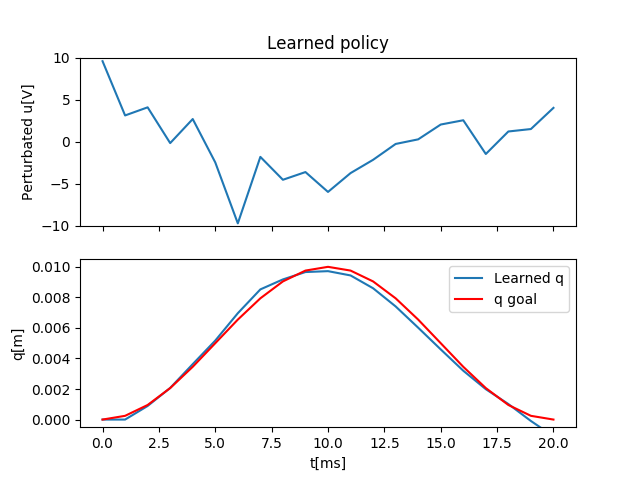 Learned policy
Perturbated u[V]
10
5
0
−5
−10
q[m]
0.010
0.008
0.006
0.004
0.002
0.000
Learned q
q goal
0.0 2.5 5.0 7.5 10.0 12.5 15.0 17.5 20.0
t[ms]